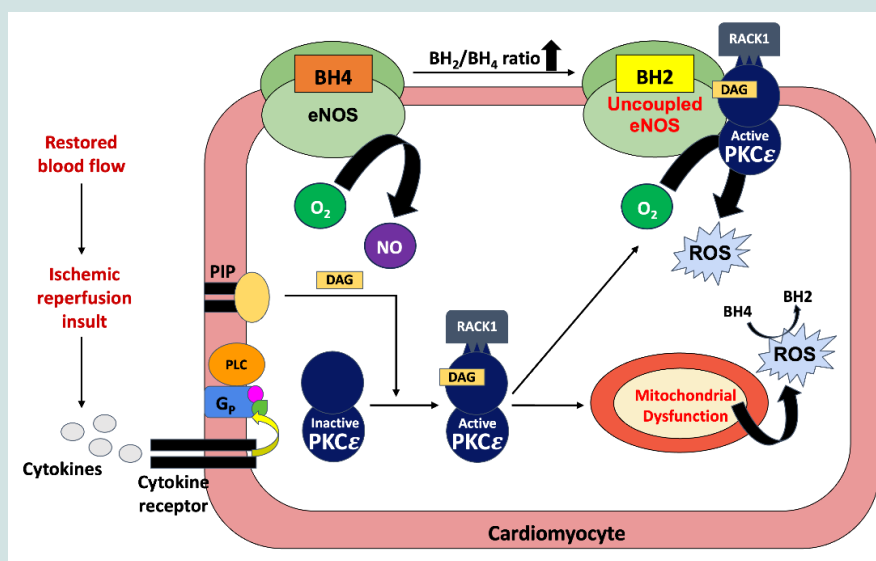 RACK1
BH₂/BH₄ ratio
BH4
eNOS
BH2
Uncoupled
eNOS
DAG
Active
PKCε
Restored
blood flow
O₂
NO
O₂
ROS
Ischemic
reperfusion
insult
PIP
DAG
RACK1
BH4
BH2
ROS
PLC
DAG
Gₚ
Inactive
PKCε
Active
PKCε
Mitochondrial
Dysfunction
Cytokines
Cytokine
receptor
Cardiomyocyte